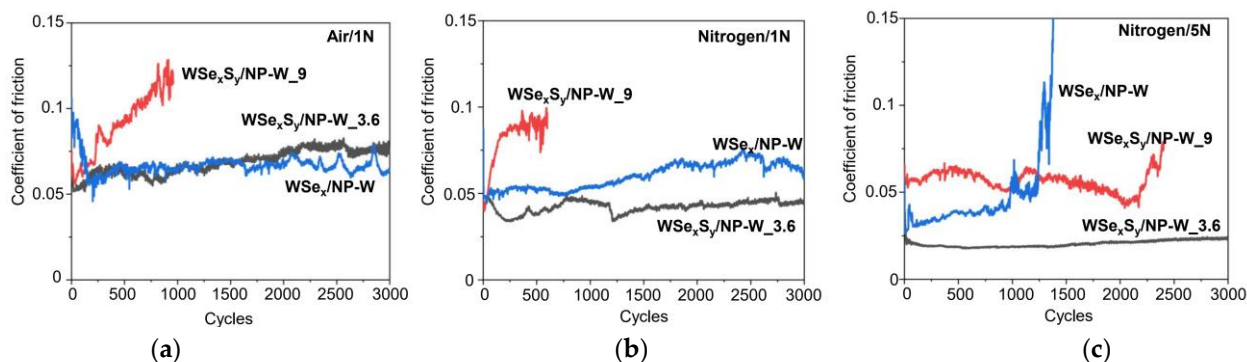 0.15
0.1
0.05
0
Coefficient of friction
Air/1N
WSeₓSᵧ/NP-W_9
WSeₓSᵧ/NP-W_3.6
WSeₓ/NP-W
0 500 1000 1500 2000 2500 3000
Cycles
(a)
0.15
0.1
0.05
0
Coefficient of friction
Nitrogen/1N
WSeₓSᵧ/NP-W_9
WSeₓ/NP-W
WSeₓSᵧ/NP-W_3.6
0 500 1000 1500 2000 2500 3000
Cycles
(b)
0.15
0.1
0.05
0
Coefficient of friction
Nitrogen/5N
WSeₓ/NP-W
WSeₓSᵧ/NP-W_9
WSeₓSᵧ/NP-W_3.6
0 500 1000 1500 2000 2500 3000
Cycles
(c)